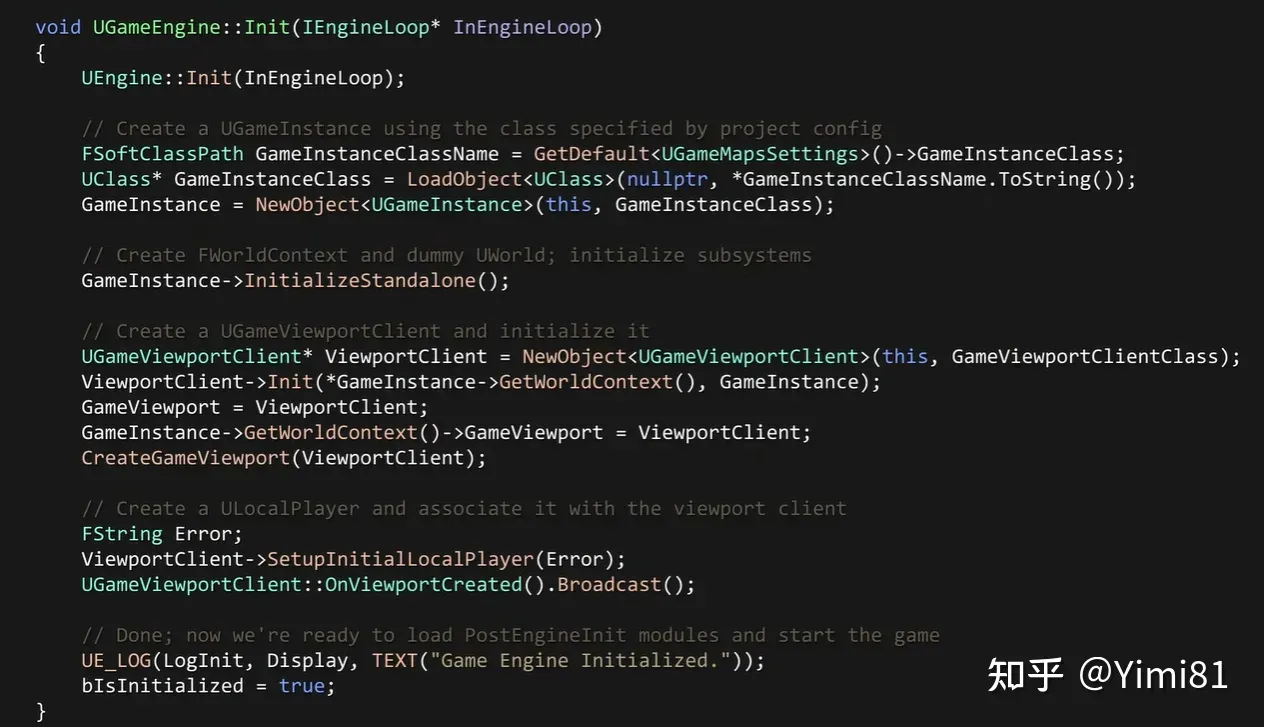 void UGameEngine::Init(IEngineLoop* InEngineLoop)
{
    UEngine::Init(InEngineLoop);

    // Create a UGameInstance using the class specified by project config
    FSoftClassPath GameInstanceClassName = GetDefault<UGameMapsSettings>()->GameInstanceClass;
    UClass* GameInstanceClass = LoadObject<UClass>(nullptr, *GameInstanceClassName.ToString());
    GameInstance = NewObject<UGameInstance>(this, GameInstanceClass);

    // Create FWorldContext and dummy UWorld; initialize subsystems
    GameInstance->InitializeStandalone();

    // Create a UGameViewportClient and initialize it
    UGameViewportClient* ViewportClient = NewObject<UGameViewportClient>(this, GameViewportClientClass);
    ViewportClient->Init(*GameInstance->GetWorldContext(), GameInstance);
    GameViewport = ViewportClient;
    GameInstance->GetWorldContext()->GameViewport = ViewportClient;
    CreateGameViewport(ViewportClient);

    // Create a ULocalPlayer and associate it with the viewport client
    FString Error;
    ViewportClient->SetupInitialLocalPlayer(Error);
    UGameViewportClient::OnViewportCreated().Broadcast();

    // Done; now we're ready to load PostEngineInit modules and start the game
    UE_LOG(LogInit, Display, TEXT("Game Engine Initialized."));
    bIsInitialized = true;
}
知乎 @Yimi81